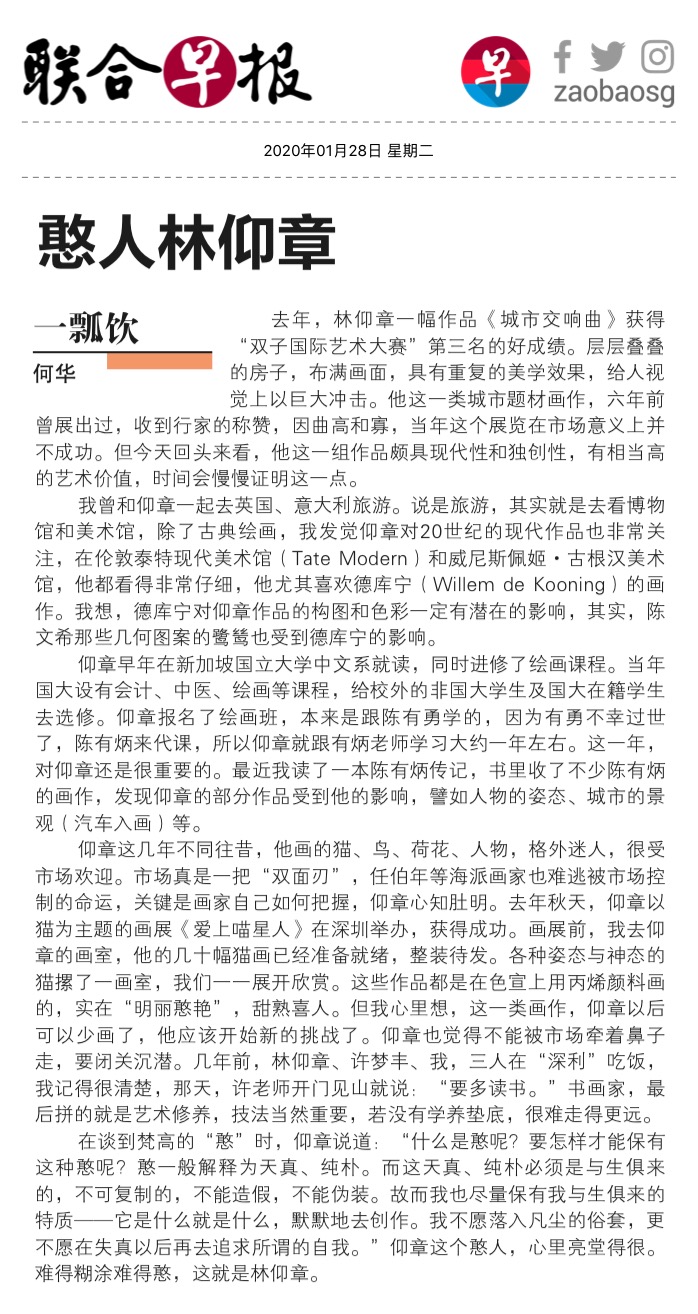 联合早报
早
zaobaosg
2020年01月28日 星期二
憨人林仰章
一瓢饮
何华
去年，林仰章一幅作品《城市交响曲》获得
“双子国际艺术大赛”第三名的好成绩。层层叠叠
的房子，布满画面，具有重复的美学效果，给人视
觉上以巨大冲击。他这一类城市题材画作，六年前
曾展出过，收到行家的称赞，因曲高和寡，当年这个展览在市场意义上并
不成功。但今天回头来看，他这一组作品颇具现代性和独创性，有相当高
的艺术价值，时间会慢慢证明这一点。
我曾和仰章一起去英国、意大利旅游。说是旅游，其实就是去看博物
馆和美术馆，除了古典绘画，我发觉仰章对20世纪的现代作品也非常关
注，在伦敦泰特现代美术馆（Tate Modern）和威尼斯佩姬·古根汉美术
馆，他都看得非常仔细，他尤其喜欢德库宁（Willem de Kooning）的画
作。我想，德库宁对仰章作品的构图和色彩一定有潜在的影响，其实，陈
文希那些几何图案的鹭鸶也受到德库宁的影响。
仰章早年在新加坡国立大学中文系就读，同时进修了绘画课程。当年
国大设有会计、中医、绘画等课程，给校外的非国大学生及国大在籍学生
去选修。仰章报名了绘画班，本来是跟陈有勇学的，因为有勇不幸过世
了，陈有炳来代课，所以仰章就跟有炳老师学习大约一年左右。这一年，
对仰章还是很重要的。最近我读了一本陈有炳传记，书里收了不少陈有炳
的画作，发现仰章的部分作品受到他的影响，譬如人物的姿态、城市的景
观（汽车入画）等。
仰章这几年不同往昔，他画的猫、鸟、荷花、人物，格外迷人，很受
市场欢迎。市场真是一把“双面刃”，任伯年等海派画家也难逃被市场控
制的命运，关键是画家自己如何把握，仰章心知肚明。去年秋天，仰章以
猫为主题的画展《爱上喵星人》在深圳举办，获得成功。画展前，我去仰
章的画室，他的几十幅猫画已经准备就绪，整装待发。各种姿态与神态的
猫摞了一画室，我们一一展开欣赏。这些作品都是在色宣上用丙烯颜料画
的，实在“明丽憨艳”，甜熟喜人。但我心里想，这一类画作，仰章以后
可以少画了，他应该开始新的挑战了。仰章也觉得不能被市场牵着鼻子
走，要闭关沉潜。几年前，林仰章、许梦丰、我，三人在“深利”吃饭，
我记得很清楚，那天，许老师开门见山就说：“要多读书。”书画家，最
后拼的就是艺术修养，技法当然重要，若没有学养垫底，很难走得更远。
在谈到梵高的“憨”时，仰章说道：“什么是憨呢？要怎样才能保有
这种憨呢？憨一般解释为天真、纯朴。而这天真、纯朴必须是与生俱来
的，不可复制的，不能造假，不能伪装。故而我也尽量保有我与生俱来的
特质——它是什么就是什么，默默地去创作。我不愿落入凡尘的俗套，更
不愿在失真以后再去追求所谓的自我。”仰章这个憨人，心里亮堂得很。
难得糊涂难得憨，这就是林仰章。